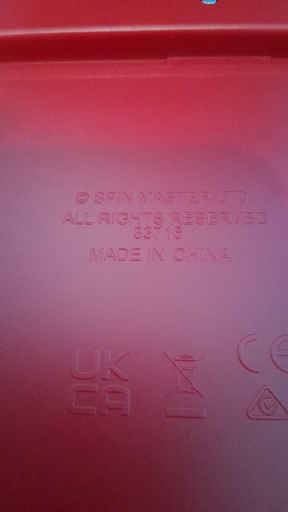 © SPIN MASTER LTD
ALL RIGHTS RESERVED
MADE IN CHINA
UK
CA
CE